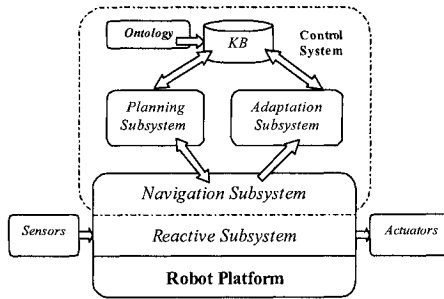 Ontology
KB
Control
System
Planning
Subsystem
Adaptation
Subsystem
Navigation Subsystem
Sensors
Reactive Subsystem
Actuators
Robot Platform